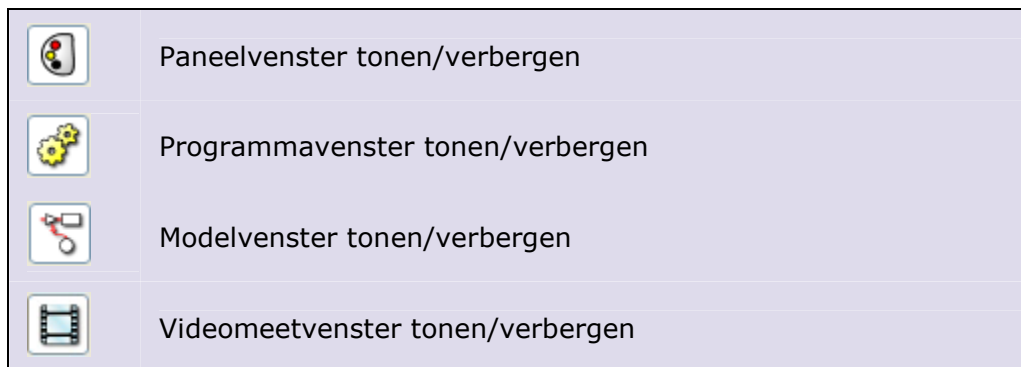 Paneelvenster tonen/verbergen
Programmavenster tonen/verbergen
Modelvenster tonen/verbergen
Videomeetvenster tonen/verbergen